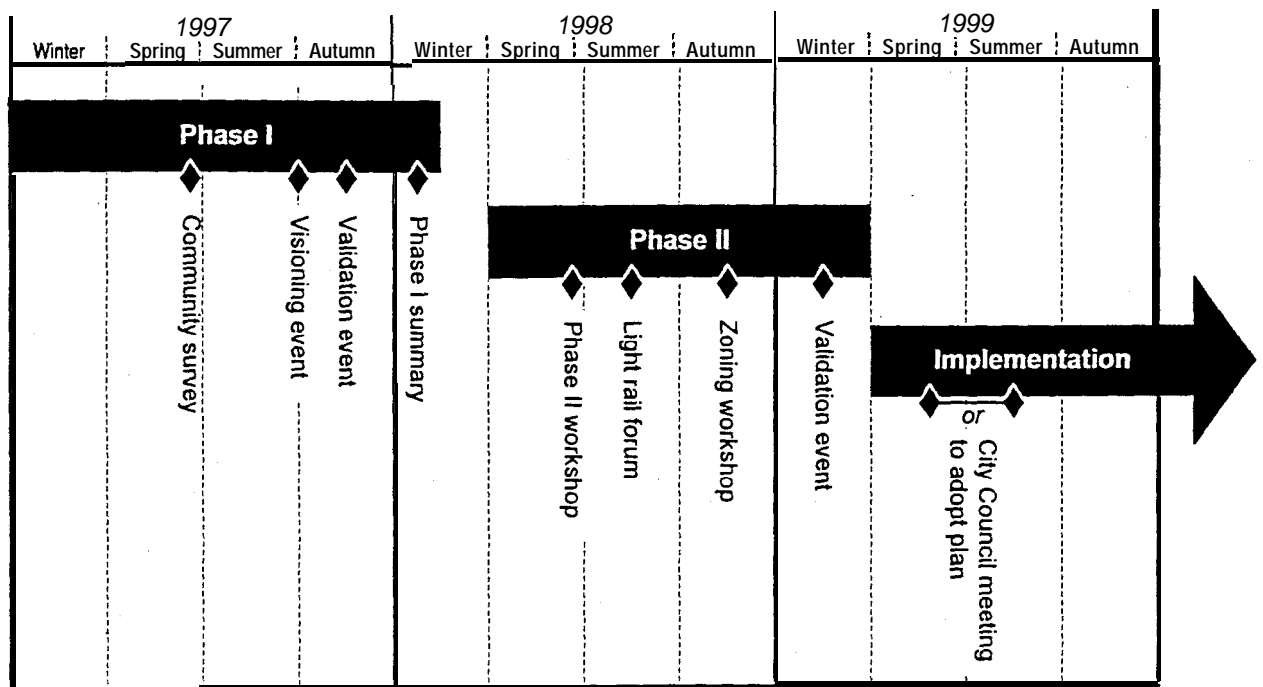 1997 1998 1999
Winter Spring Summer Autumn Winter Spring Summer Autumn Winter Spring Summer Autumn
Phase I
Community survey
Visioning event
Validation event
Phase I summary
Phase II
Phase II workshop
Light rail forum
Zoning workshop
Validation event
Implementation
or
City Council meeting
to adopt plan